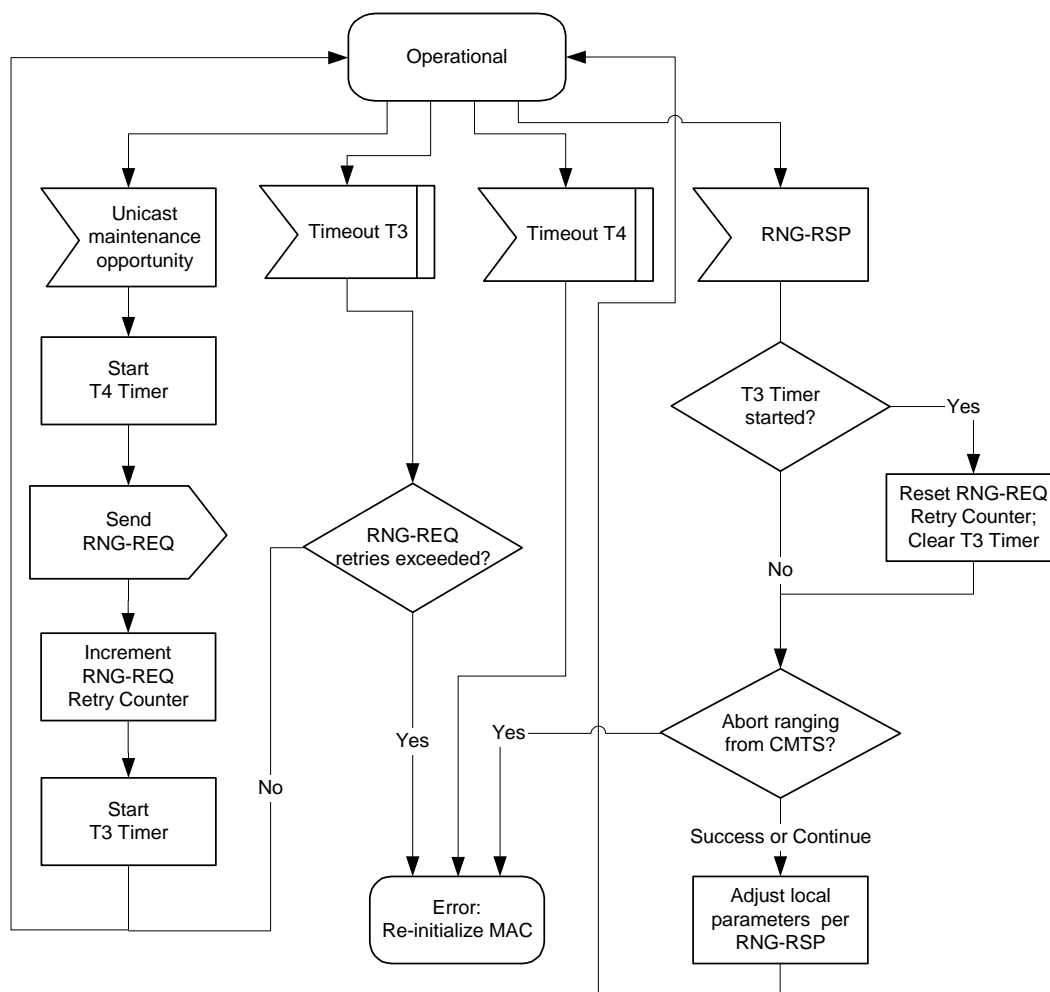 Operational
Unicast
maintenance
opportunity
Timeout T3
Timeout T4
RNG-RSP
Start
T4 Timer
T3 Timer
started?
Yes
Send
RNG-REQ
RNG-REQ
retries exceeded?
Reset RNG-REQ
Retry Counter;
Clear T3 Timer
No
Increment
RNG-REQ
Retry Counter
Abort ranging
from CMTS?
Yes
Yes
No
Start
T3 Timer
Success or Continue
Error:
Re-initialize MAC
Adjust local
parameters per
RNG-RSP